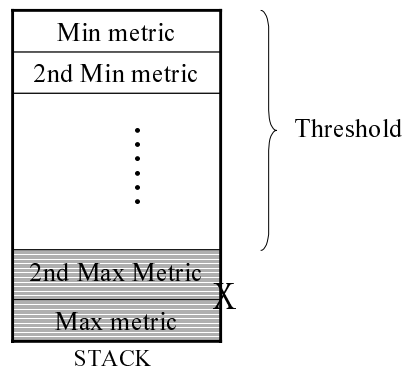 Min metric
2nd Min metric
Threshold
2nd Max Metric
X
Max metric
STACK